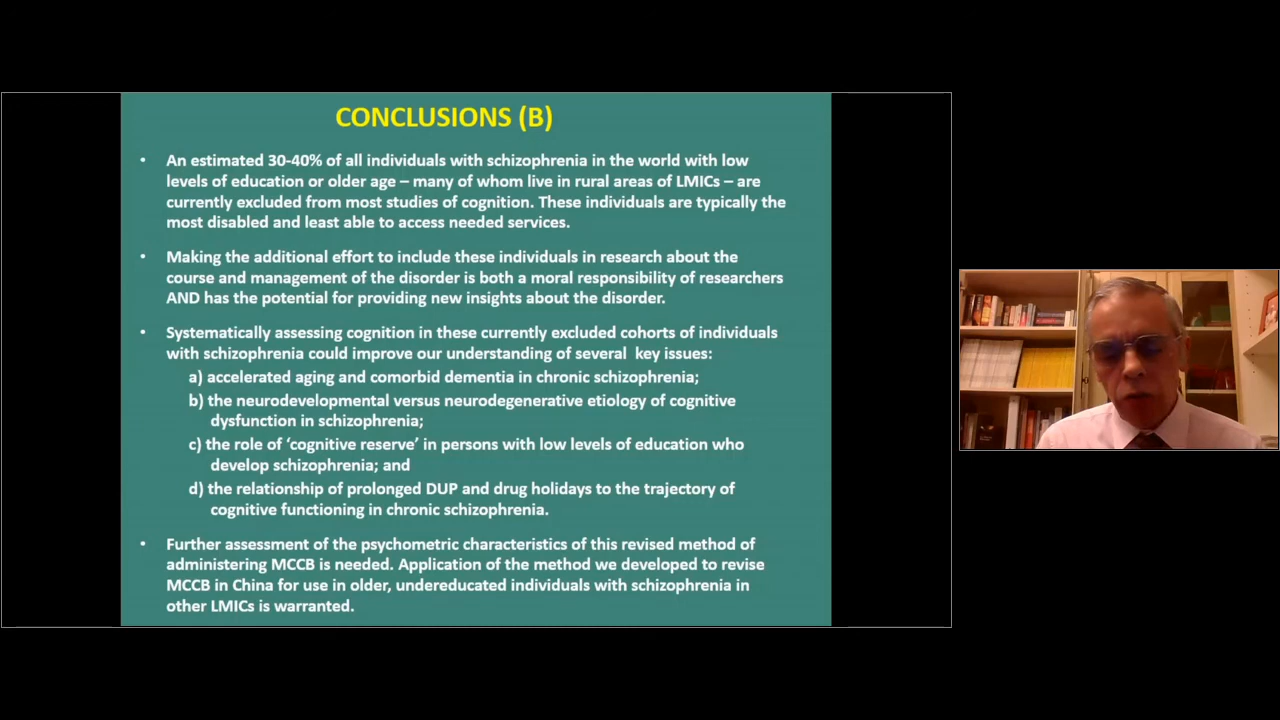 CONCLUSIONS (B)
• An estimated 30-40% of all individuals with schizophrenia in the world with low
levels of education or older age – many of whom live in rural areas of LMICs – are
currently excluded from most studies of cognition. These individuals are typically the
most disabled and least able to access needed services.
• Making the additional effort to include these individuals in research about the
course and management of the disorder is both a moral responsibility of researchers
AND has the potential for providing new insights about the disorder.
• Systematically assessing cognition in these currently excluded cohorts of individuals
with schizophrenia could improve our understanding of several key issues:
a) accelerated aging and comorbid dementia in chronic schizophrenia;
b) the neurodevelopmental versus neurodegenerative etiology of cognitive
dysfunction in schizophrenia;
c) the role of ‘cognitive reserve’ in persons with low levels of education who
develop schizophrenia; and
d) the relationship of prolonged DUP and drug holidays to the trajectory of
cognitive functioning in chronic schizophrenia.
• Further assessment of the psychometric characteristics of this revised method of
administering MCCB is needed. Application of the method we developed to revise
MCCB in China for use in older, undereducated individuals with schizophrenia in
other LMICs is warranted.